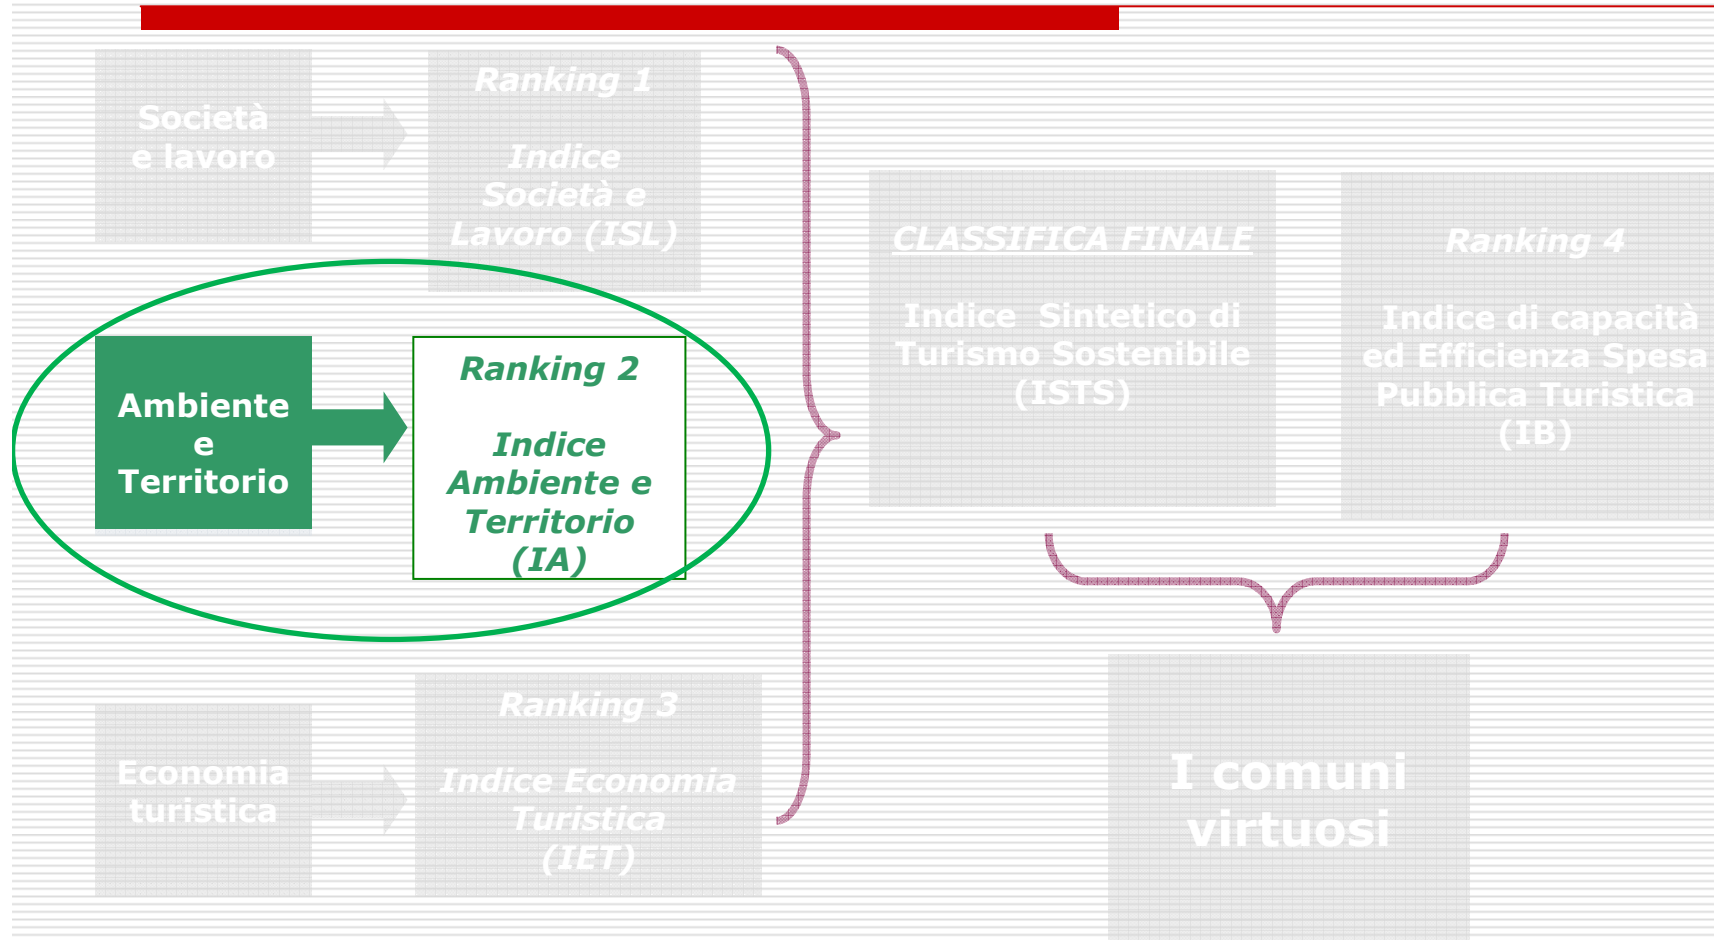 Società
e lavoro
Ranking 1
Indice
Società e
Lavoro (ISL)
Ambiente
e
Territorio
Ranking 2
Indice
Ambiente e
Territorio
(IA)
Economia
turistica
Ranking 3
Indice Economia
Turistica
(IET)
CLASSIFICA FINALE
Indice Sintetico di
Turismo Sostenibile
(ISTS)
Ranking 4
Indice di capacità
ed Efficienza Spesa
Pubblica Turistica
(IB)
I comuni
virtuosi